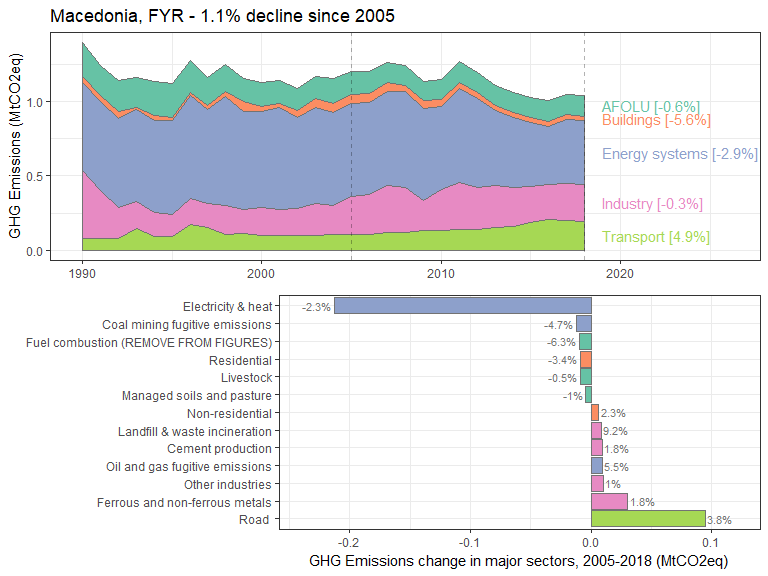 Macedonia, FYR - 1.1% decline since 2005
GHG Emissions (MtCO2eq)
1.0
0.5
0.0
AFOLU [-0.6%]
Buildings [-5.6%]
Energy systems [-2.9%]
Industry [-0.3%]
Transport [4.9%]
1990 2000 2010 2020
Electricity & heat -2.3%
Coal mining fugitive emissions -4.7%
Fuel combustion (REMOVE FROM FIGURES) -6.3%
Residential -3.4%
Livestock -0.5%
Managed soils and pasture -1%
Non-residential 2.3%
Landfill & waste incineration 9.2%
Cement production 1.8%
Oil and gas fugitive emissions 5.5%
Other industries 1%
Ferrous and non-ferrous metals 1.8%
Road 3.8%
-0.2 -0.1 0.0 0.1
GHG Emissions change in major sectors, 2005-2018 (MtCO2eq)